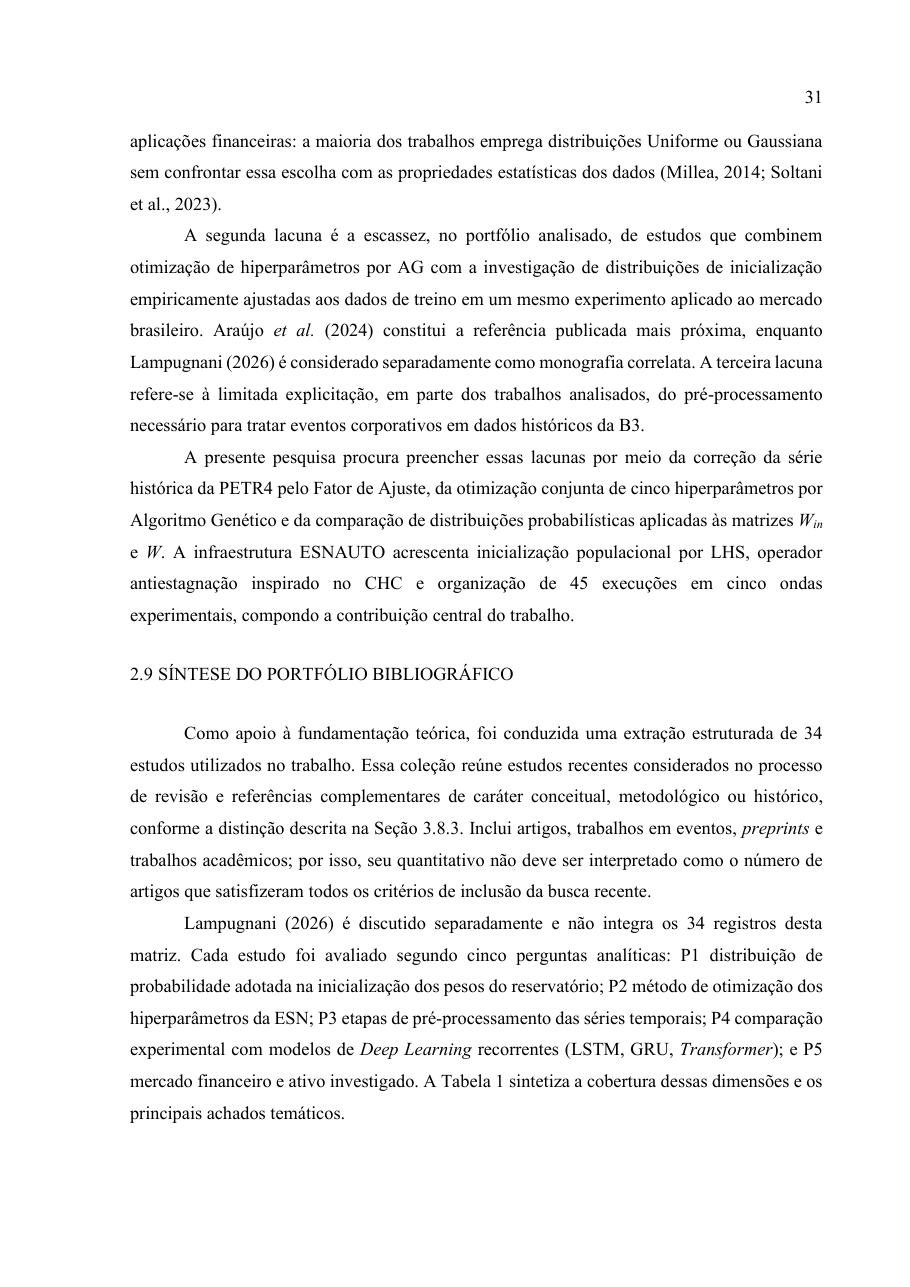 31
aplicações financeiras: a maioria dos trabalhos emprega distribuições Uniforme ou Gaussiana
sem confrontar essa escolha com as propriedades estatísticas dos dados (Millea, 2014; Soltani
et al., 2023).
A segunda lacuna é a escassez, no portfólio analisado, de estudos que combinem
otimização de hiperparâmetros por AG com a investigação de distribuições de inicialização
empiricamente ajustadas aos dados de treino em um mesmo experimento aplicado ao mercado
brasileiro. Araújo et al. (2024) constitui a referência publicada mais próxima, enquanto
Lampugnani (2026) é considerado separadamente como monografia correlata. A terceira lacuna
refere-se à limitada explicitação, em parte dos trabalhos analisados, do pré-processamento
necessário para tratar eventos corporativos em dados históricos da B3.
A presente pesquisa procura preencher essas lacunas por meio da correção da série
histórica da PETR4 pelo Fator de Ajuste, da otimização conjunta de cinco hiperparâmetros por
Algoritmo Genético e da comparação de distribuições probabilísticas aplicadas às matrizes Win
e W. A infraestrutura ESNAUTO acrescenta inicialização populacional por LHS, operador
antiestagnação inspirado no CHC e organização de 45 execuções em cinco ondas
experimentais, compondo a contribuição central do trabalho.
2.9 SÍNTESE DO PORTFÓLIO BIBLIOGRÁFICO
Como apoio à fundamentação teórica, foi conduzida uma extração estruturada de 34
estudos utilizados no trabalho. Essa coleção reúne estudos recentes considerados no processo
de revisão e referências complementares de caráter conceitual, metodológico ou histórico,
conforme a distinção descrita na Seção 3.8.3. Inclui artigos, trabalhos em eventos, preprints e
trabalhos acadêmicos; por isso, seu quantitativo não deve ser interpretado como o número de
artigos que satisfizeram todos os critérios de inclusão da busca recente.
Lampugnani (2026) é discutido separadamente e não integra os 34 registros desta
matriz. Cada estudo foi avaliado segundo cinco perguntas analíticas: P1 distribuição de
probabilidade adotada na inicialização dos pesos do reservatório; P2 método de otimização dos
hiperparâmetros da ESN; P3 etapas de pré-processamento das séries temporais; P4 comparação
experimental com modelos de Deep Learning recorrentes (LSTM, GRU, Transformer); e P5
mercado financeiro e ativo investigado. A Tabela 1 sintetiza a cobertura dessas dimensões e os
principais achados temáticos.